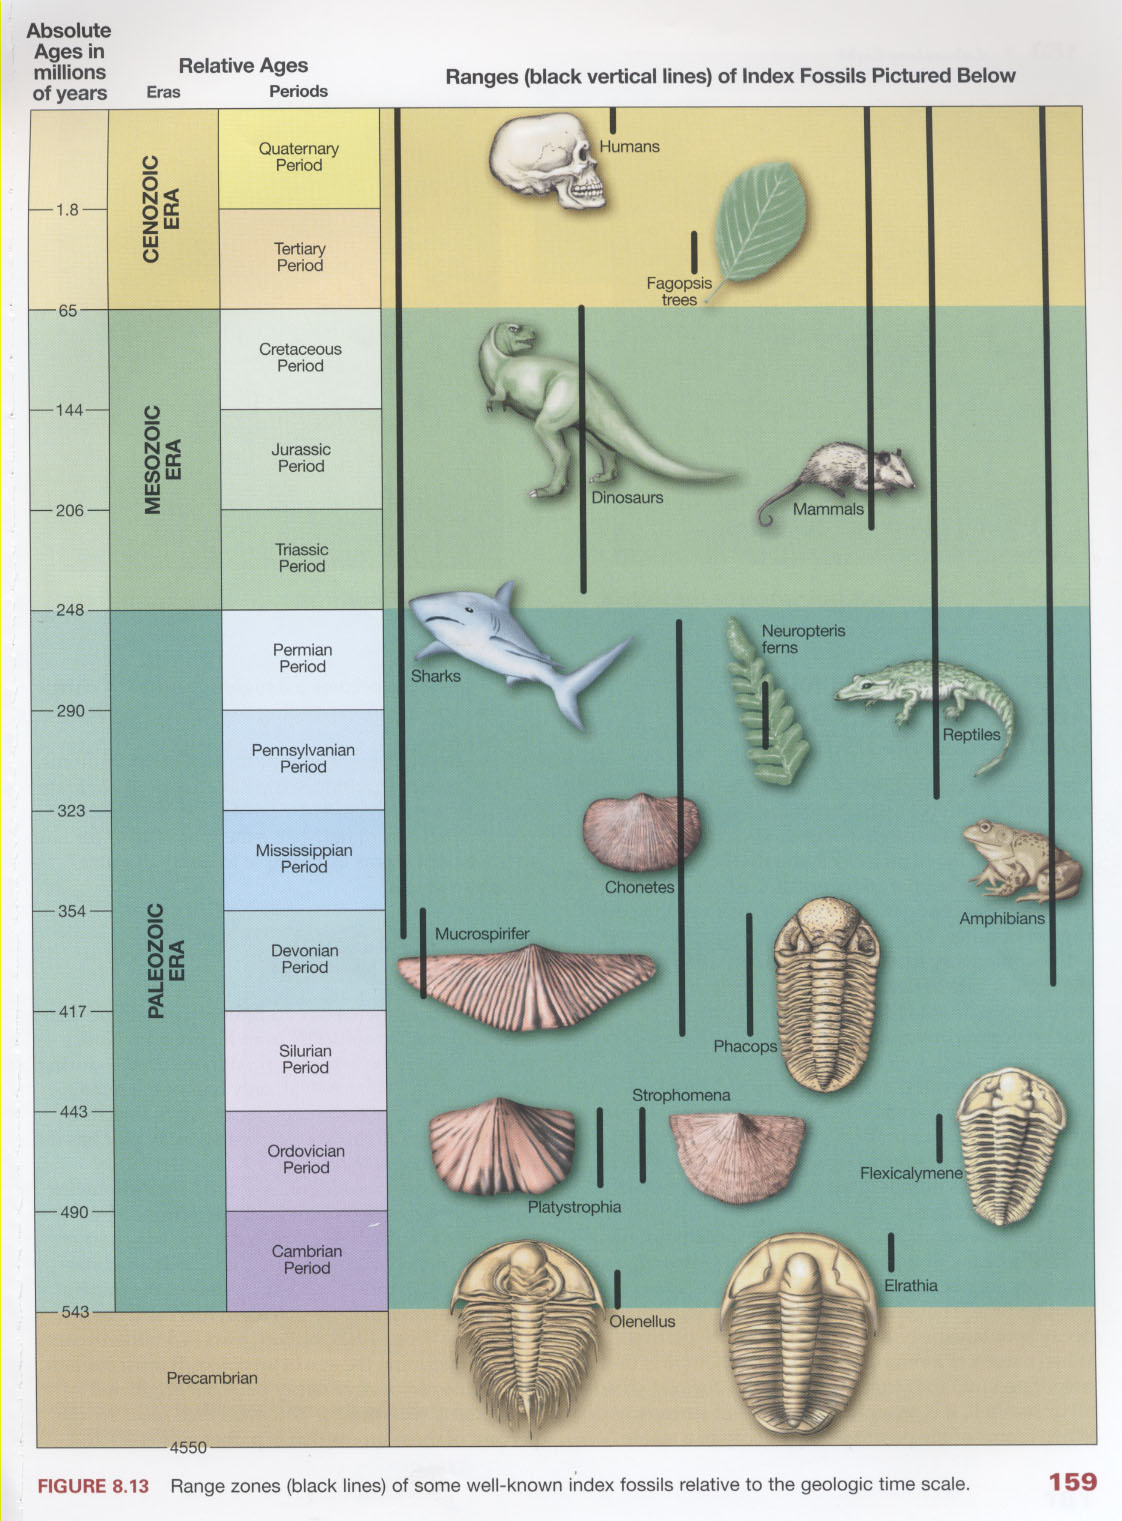 Absolute
Ages in
millions
of years
Relative Ages
Eras
Periods
Ranges (black vertical lines) of Index Fossils Pictured Below
CENOZOIC
ERA
Quaternary
Period
Humans
1.8
Tertiary
Period
Fagopsis
trees
65
MESOZOIC
ERA
Cretaceous
Period
144
Jurassic
Period
Dinosaurs
Mammals
206
Triassic
Period
248
PALEOZOIC
ERA
Permian
Period
Sharks
Neuropteris
ferns
Reptiles
290
Pennsylvanian
Period
323
Mississippian
Period
Chonetes
Amphibians
354
Mucrospirifer
Devonian
Period
417
Phacops
Silurian
Period
Strophomena
443
Ordovician
Period
Flexicalymene
Platystrophia
490
Cambrian
Period
Elrathia
543
Olenellus
Precambrian
4550
FIGURE 8.13 Range zones (black lines) of some well-known index fossils relative to the geologic time scale.
159